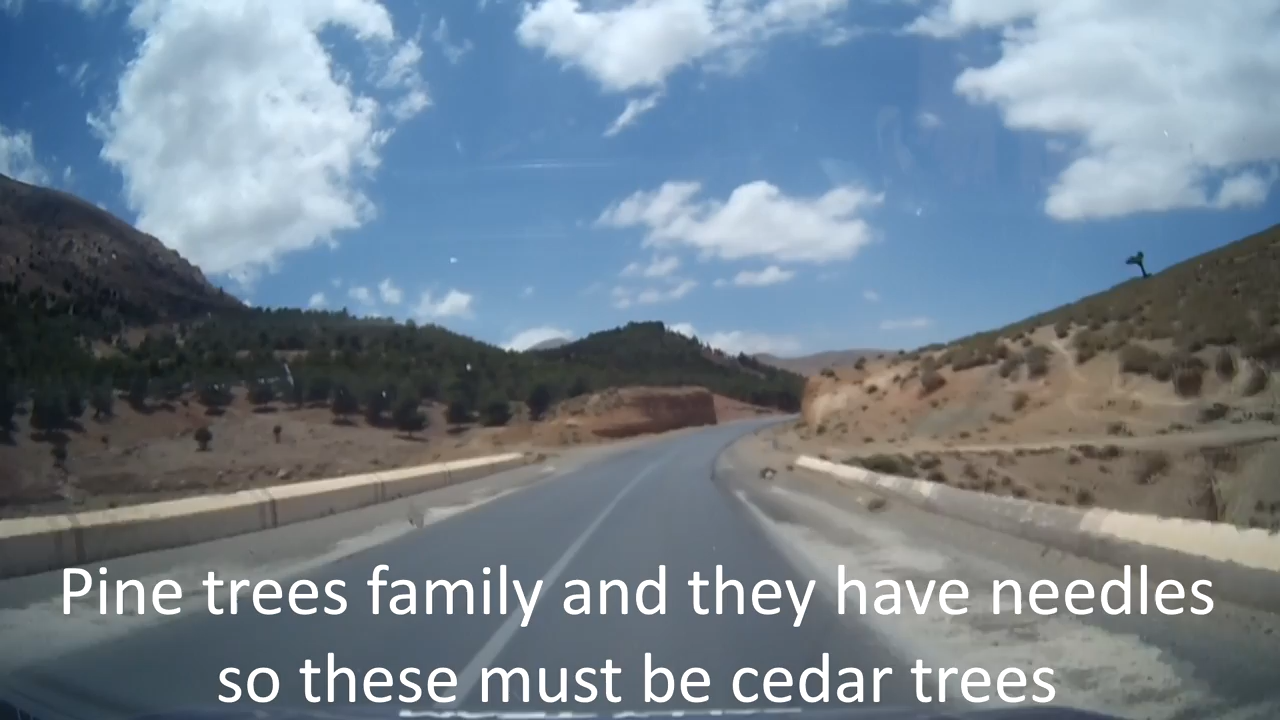 Pine trees family and they have needles
so these must be cedar trees